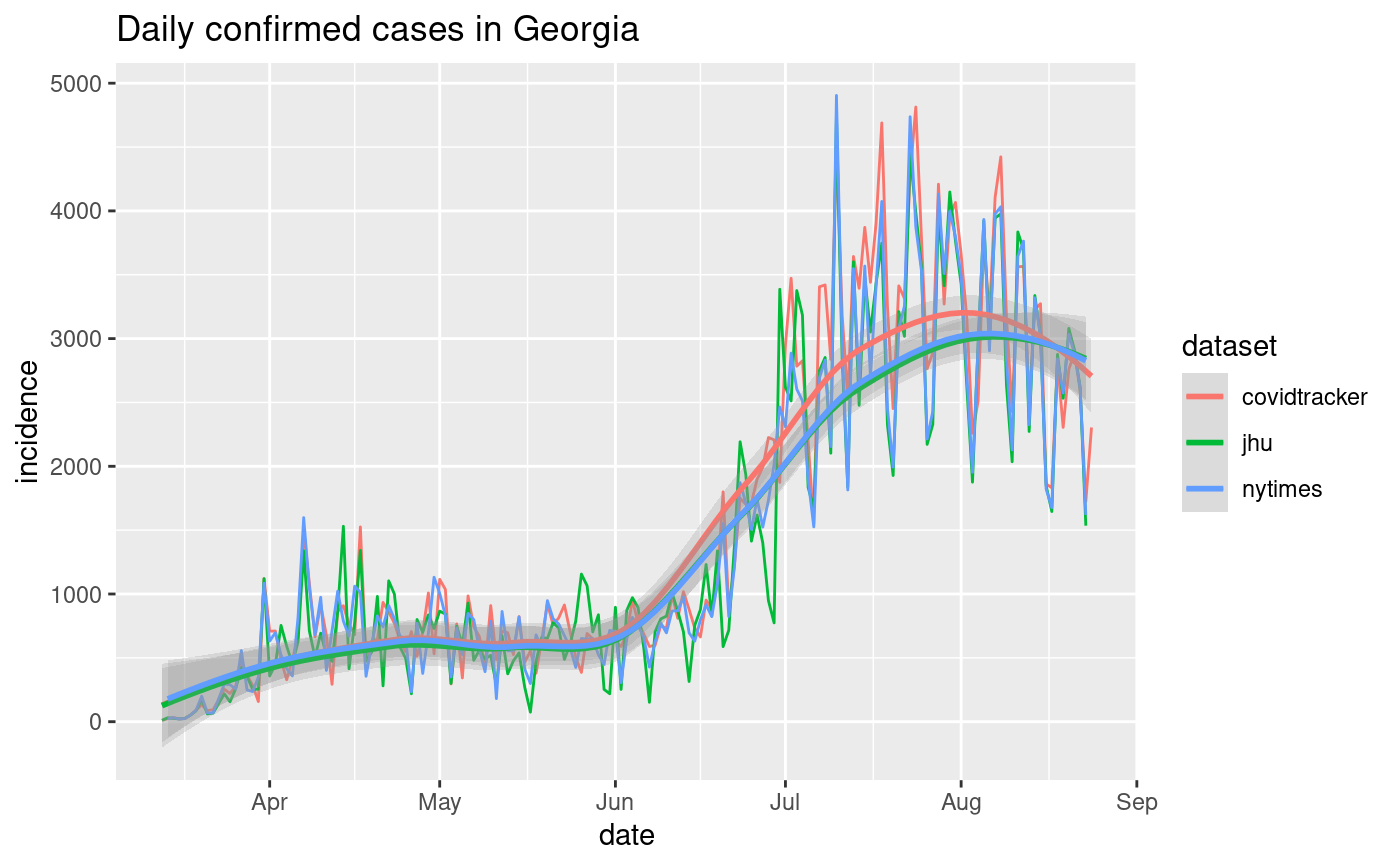 Daily confirmed cases in Georgia
5000
4000
3000
2000
1000
0
incidence
Apr May Jun Jul Aug Sep
date
dataset
covidtracker
jhu
nytimes